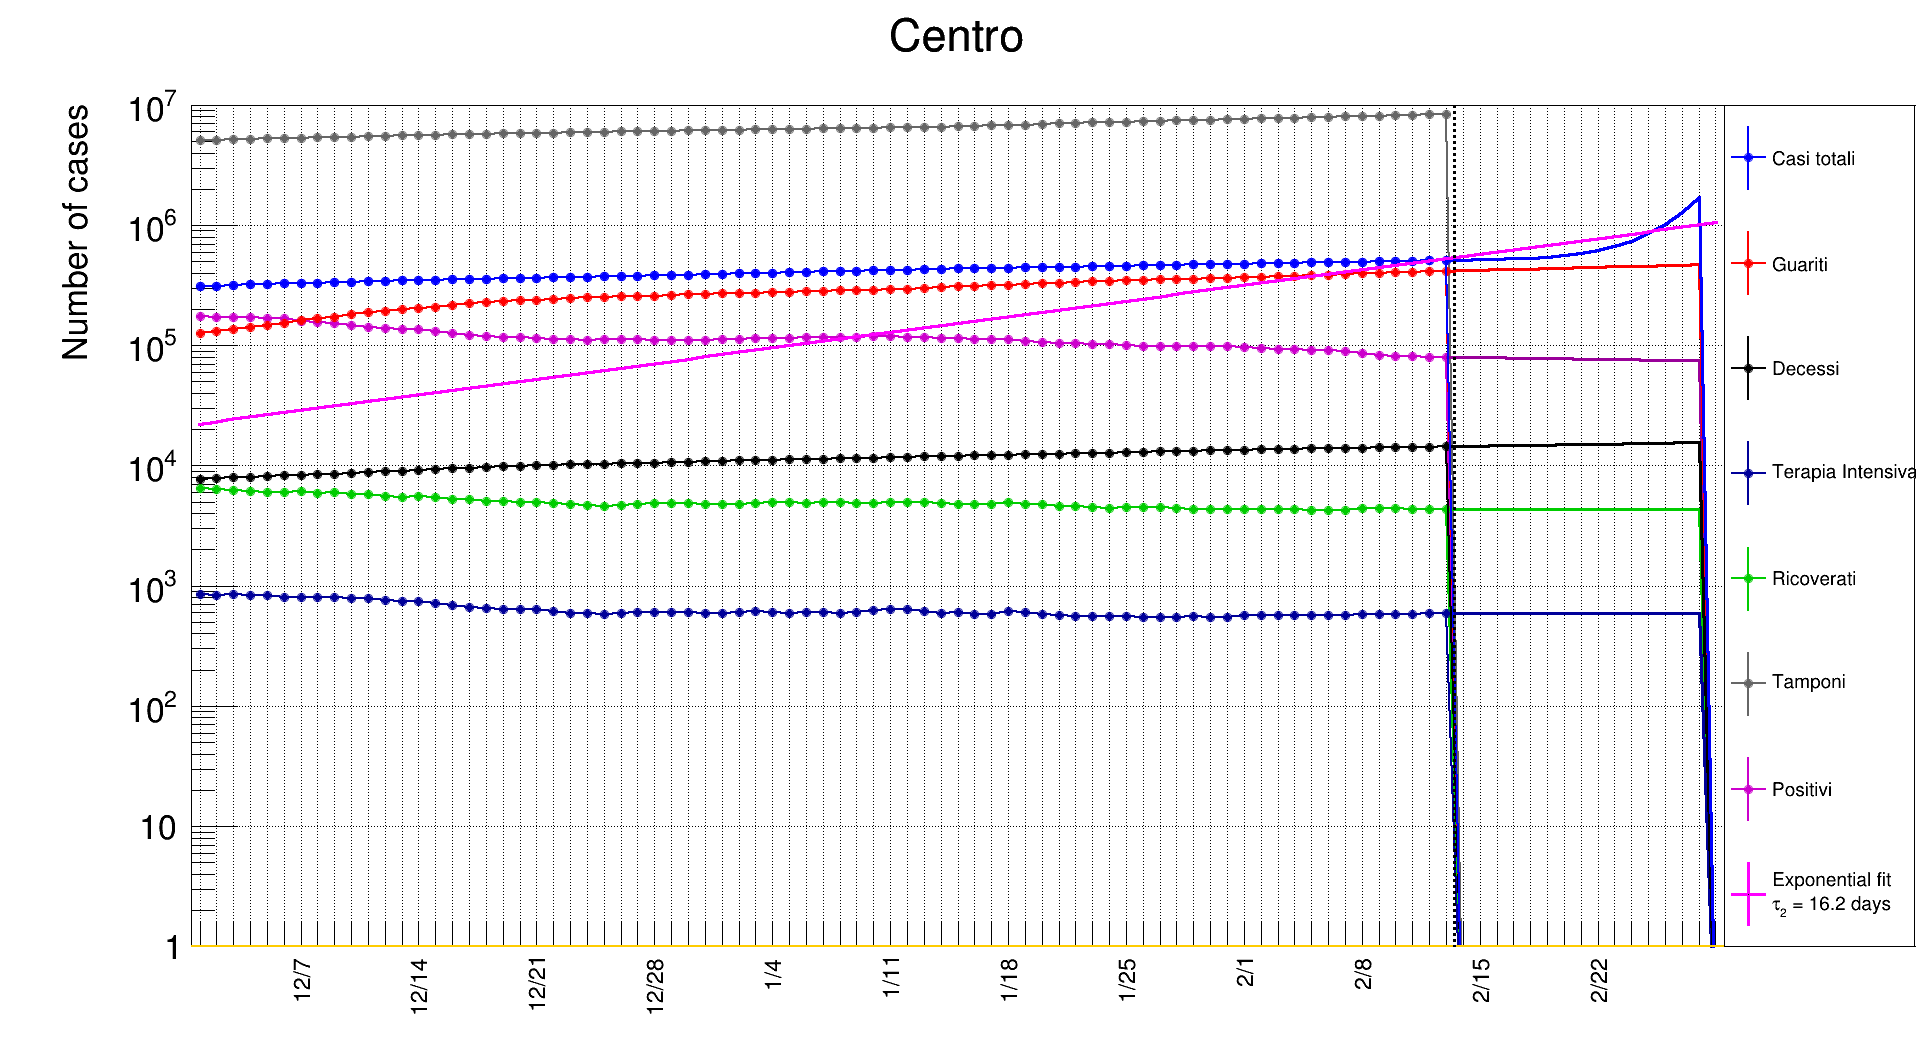 Centro
Number of cases
10^7
10^6
10^5
10^4
10^3
10^2
10
1
12/7
12/14
12/21
12/28
1/4
1/11
1/18
1/25
2/1
2/8
2/15
2/22
Casi totali
Guariti
Decessi
Terapia Intensiva
Ricoverati
Tamponi
Positivi
Exponential fit
τ_2 = 16.2 days